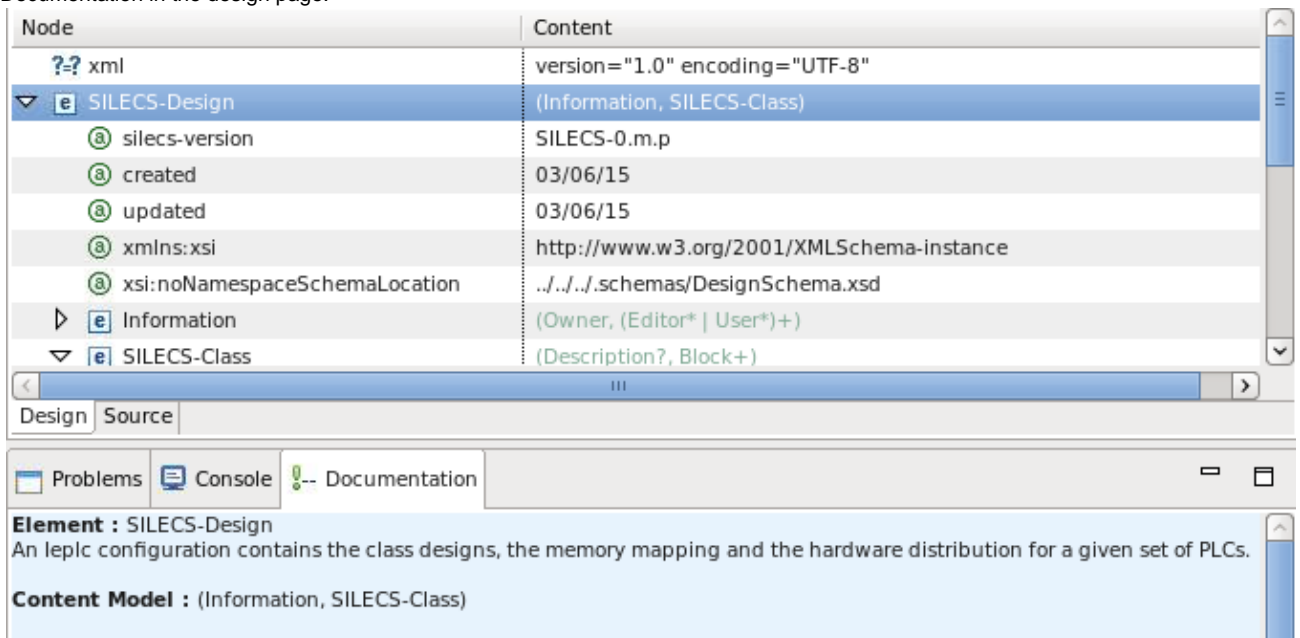 Documentation in the design page.
Node Content
?=? xml version="1.0" encoding="UTF-8"
e SILECS-Design (Information, SILECS-Class)
a silecs-version SILECS-0.m.p
a created 03/06/15
a updated 03/06/15
a xmlns:xsi http://www.w3.org/2001/XMLSchema-instance
a xsi:noNamespaceSchemaLocation ../../../.schemas/DesignSchema.xsd
e Information (Owner, (Editor* | User*)+)
e SILECS-Class (Description?, Block+)
Design Source
Problems Console !-- Documentation
Element : SILECS-Design
An leplc configuration contains the class designs, the memory mapping and the hardware distribution for a given set of PLCs.
Content Model : (Information, SILECS-Class)